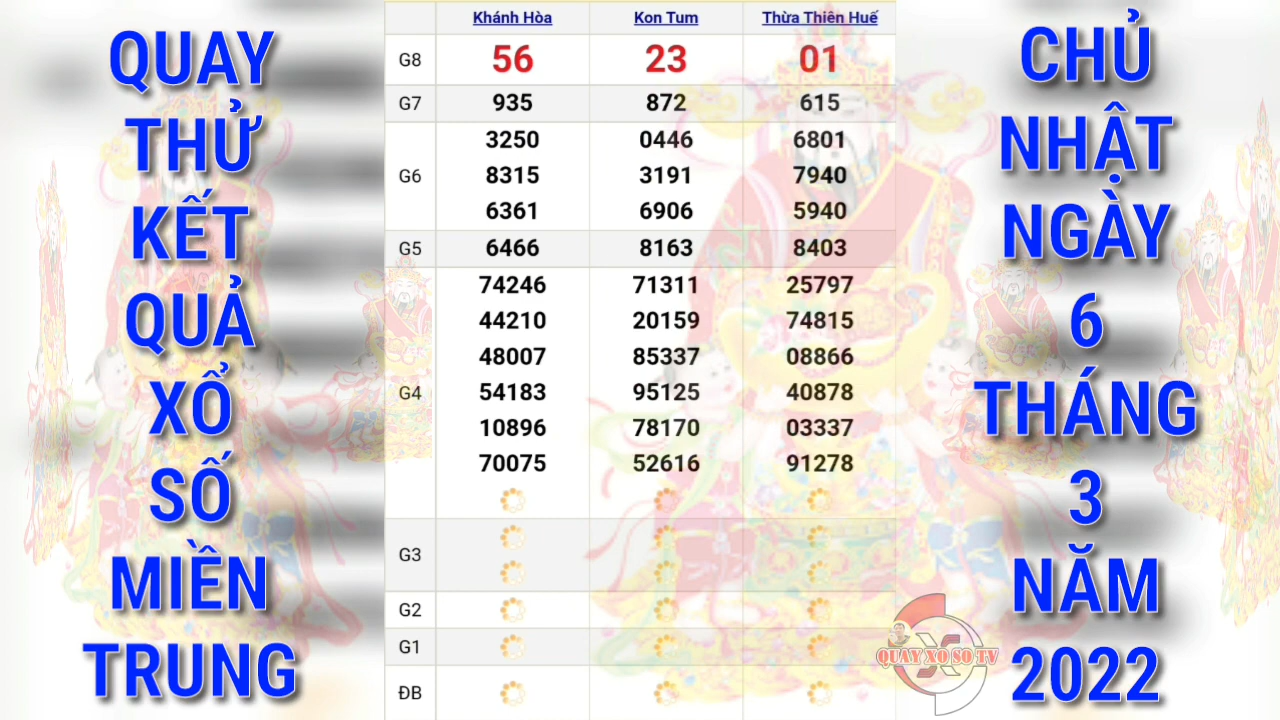 QUAY
THỬ
KẾT
QUẢ
XỔ
SỐ
MIỀN
TRUNG
Khánh Hòa Kon Tum Thừa Thiên Huế
G8 56 23 01
G7 935 872 615
3250 0446 6801
G6 8315 3191 7940
6361 6906 5940
G5 6466 8163 8403
74246 71311 25797
44210 20159 74815
48007 85337 08866
G4 54183 95125 40878
10896 78170 03337
70075 52616 91278
G3
G2
G1
ĐB
CHỦ
NHẬT
NGÀY
6
THÁNG
3
NĂM
2022
QUAY XO SO TV